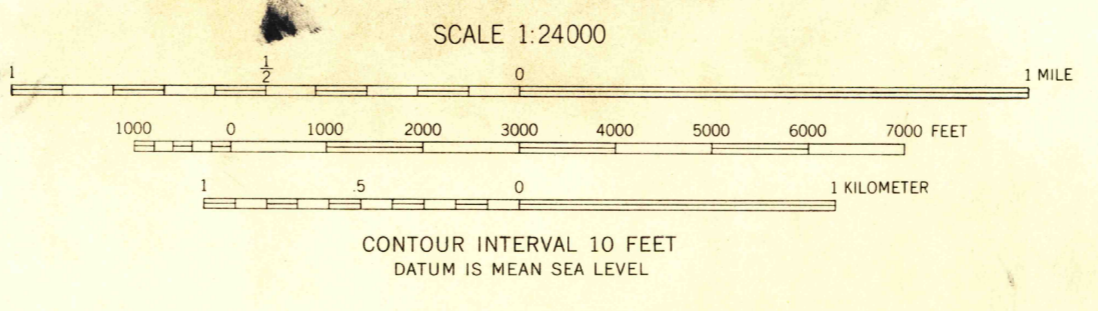 SCALE 1:24000
1 1/2 0 1 MILE
1000 0 1000 2000 3000 4000 5000 6000 7000 FEET
1 .5 0 1 KILOMETER
CONTOUR INTERVAL 10 FEET
DATUM IS MEAN SEA LEVEL